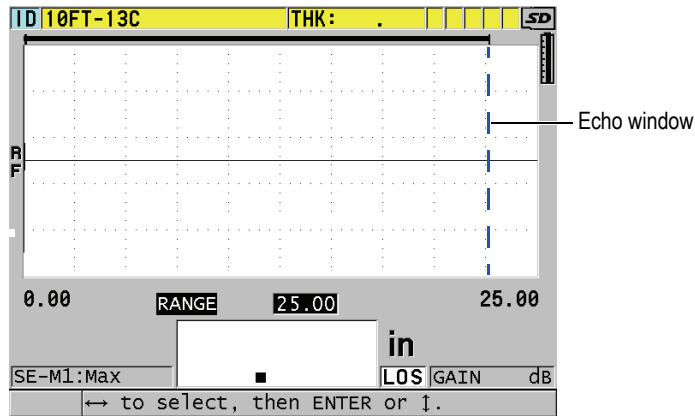 ID 10FT-13C THK: . SD
Echo window
RF
0.00 RANGE 25.00 25.00
in
SE-M1:Max LOS GAIN dB
↔ to select, then ENTER or ↕.